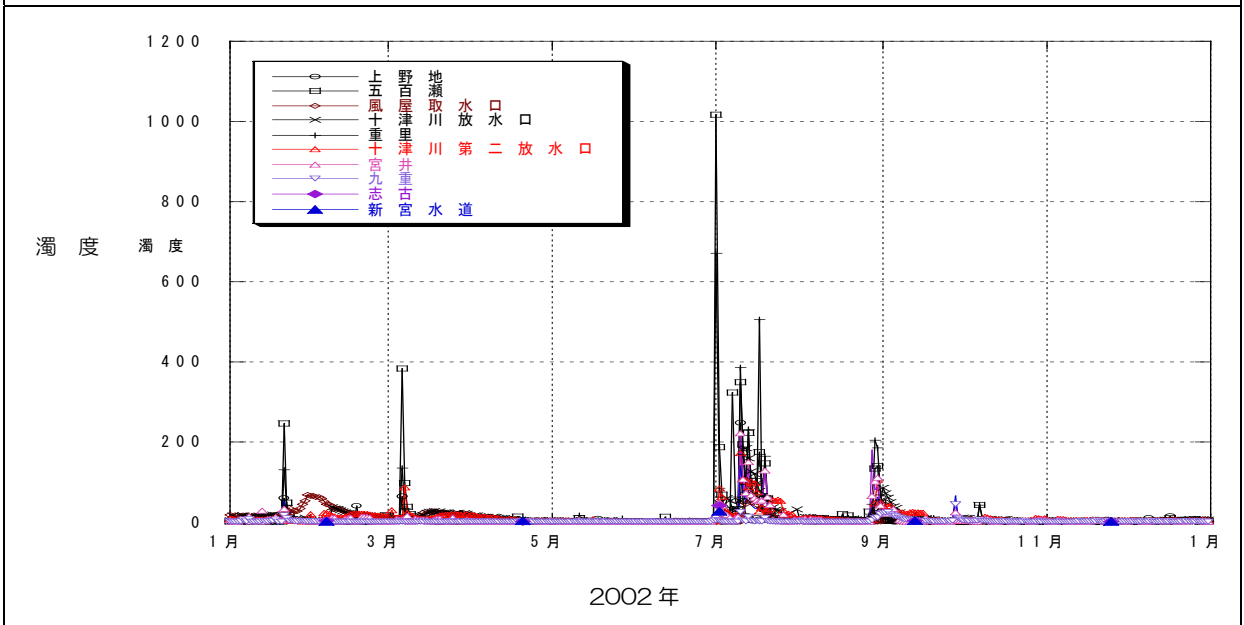 1200
1000
800
600
400
200
0
上 野 地
五 百 瀬
風 屋 取 水 口
十 津 川 放 水 口
重 里
十 津 川 第 二 放 水 口
宮 井
九 重
志 古
新 宮 水 道
濁 度 濁 度
1月 3月 5月 7月 9月 11月 1月
2002 年